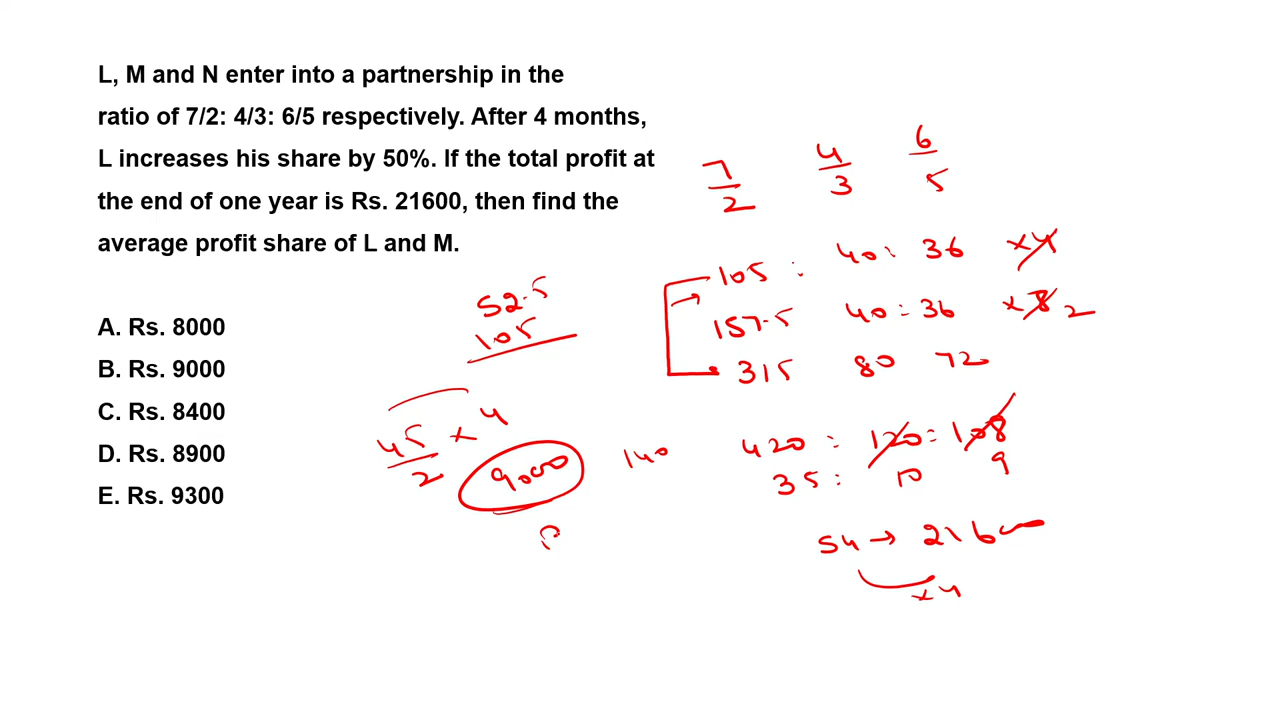 L, M and N enter into a partnership in the
ratio of 7/2: 4/3: 6/5 respectively. After 4 months,
L increases his share by 50%. If the total profit at
the end of one year is Rs. 21600, then find the
average profit share of L and M.
A. Rs. 8000
B. Rs. 9000
C. Rs. 8400
D. Rs. 8900
E. Rs. 9300
7/2 4/3 6/5
105 : 40: 36 x4
157.5 40: 36 x8 2
315 80 72
52.5
105
420 : 120 : 108
140
35 : 10 9
45/2 x 4
9000
54 → 21600
x4